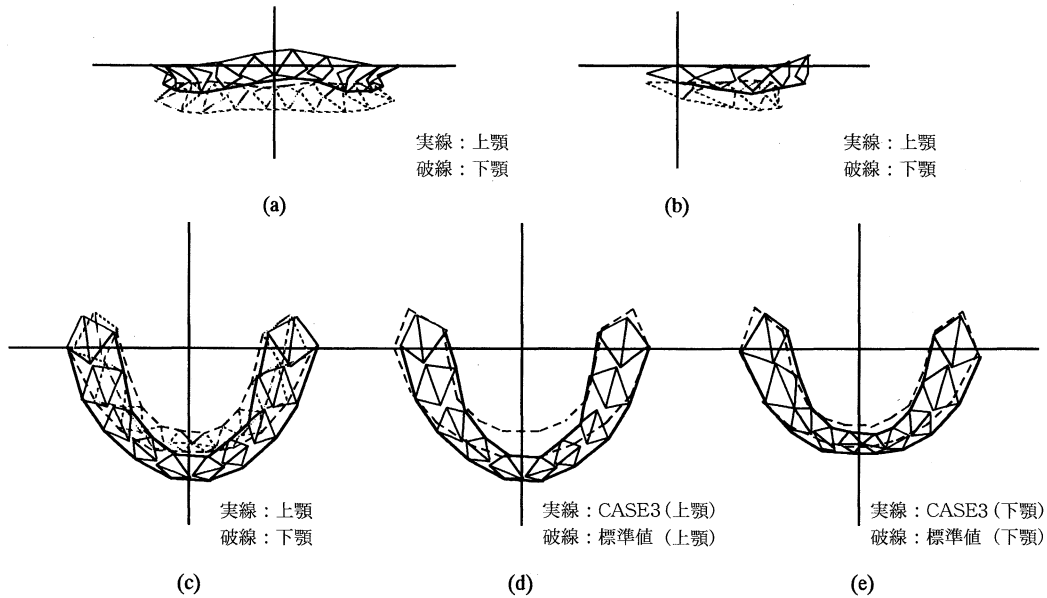 実線：上顎
破線：下顎
(a)
実線：上顎
破線：下顎
(b)
実線：上顎
破線：下顎
(c)
実線：CASE3（上顎）
破線：標準値（上顎）
(d)
実線：CASE3（下顎）
破線：標準値（下顎）
(e)